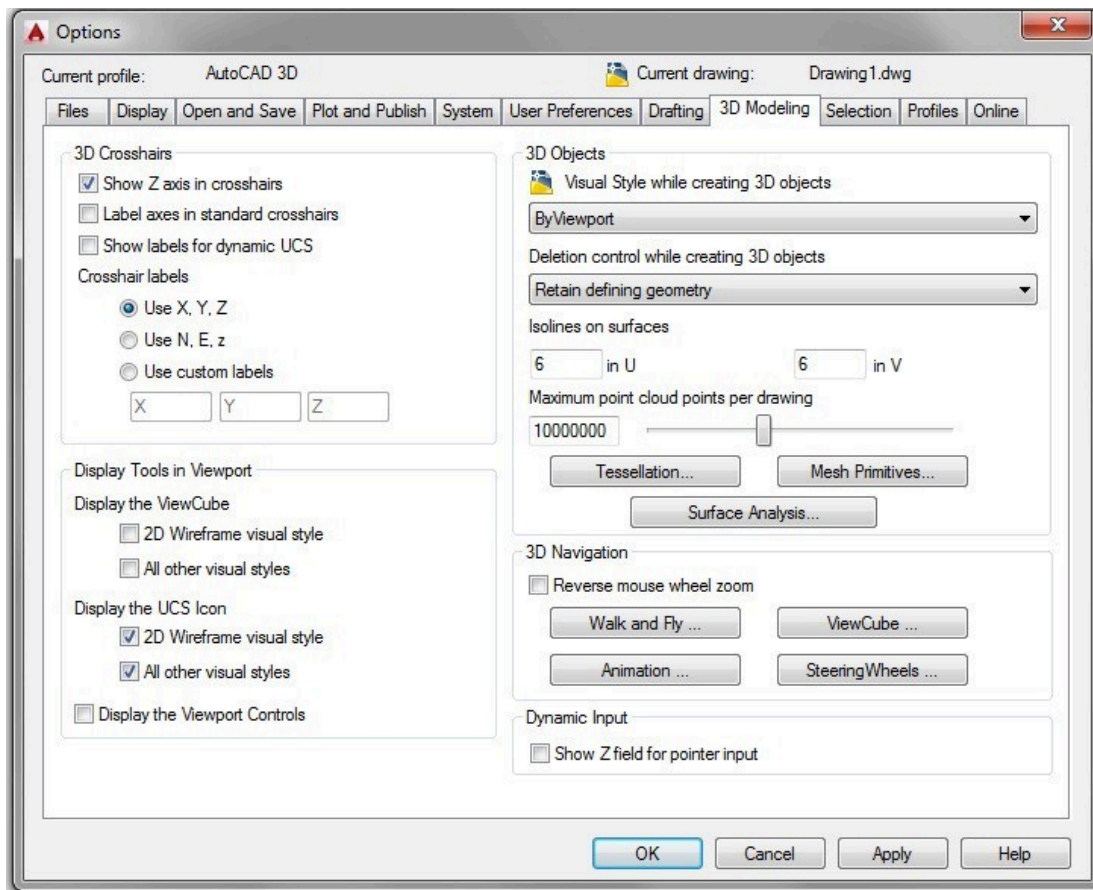 Options
Current profile: AutoCAD 3D Current drawing: Drawing1.dwg
Files Display Open and Save Plot and Publish System User Preferences Drafting 3D Modeling Selection Profiles Online
3D Crosshairs
Show Z axis in crosshairs
Label axes in standard crosshairs
Show labels for dynamic UCS
Crosshair labels
Use X, Y, Z
Use N, E, z
Use custom labels
X Y Z
Display Tools in Viewport
Display the ViewCube
2D Wireframe visual style
All other visual styles
Display the UCS Icon
2D Wireframe visual style
All other visual styles
Display the Viewport Controls
3D Objects
Visual Style while creating 3D objects
ByViewport
Deletion control while creating 3D objects
Retain defining geometry
Isolines on surfaces
6 in U 6 in V
Maximum point cloud points per drawing
10000000
Tessellation... Mesh Primitives...
Surface Analysis...
3D Navigation
Reverse mouse wheel zoom
Walk and Fly ... ViewCube ...
Animation ... SteeringWheels ...
Dynamic Input
Show Z field for pointer input
OK Cancel Apply Help